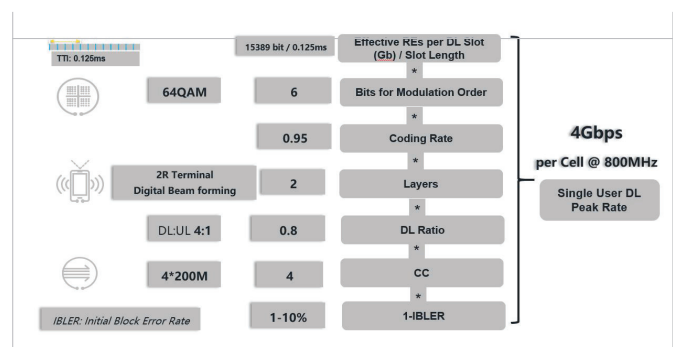 15389 bit / 0.125ms
Effective REs per DL Slot
(Gb) / Slot Length
TTI: 0.125ms
*
64QAM
6
Bits for Modulation Order
*
0.95
Coding Rate
*
2R Terminal
Digital Beam forming
2
Layers
*
DL:UL 4:1
0.8
DL Ratio
*
4*200M
4
CC
*
IBLER: Initial Block Error Rate
1-10%
1-IBLER
4Gbps
per Cell @ 800MHz
Single User DL
Peak Rate